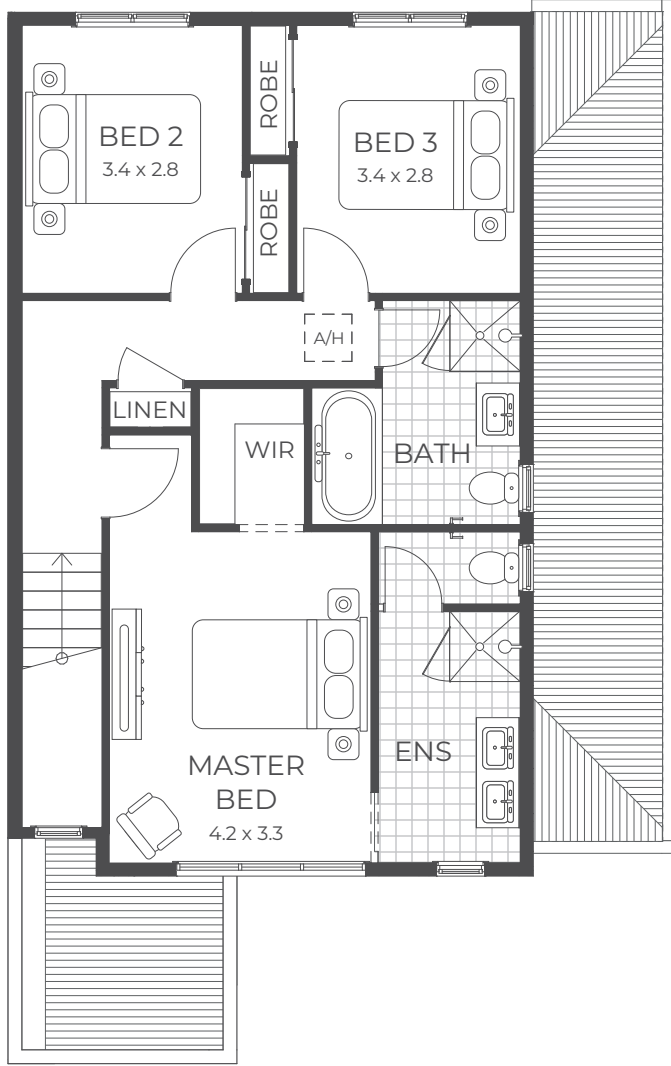 BED 2
3.4 x 2.8
ROBE
ROBE
BED 3
3.4 x 2.8
A/H
LINEN
WIR
BATH
ENS
MASTER
BED
4.2 x 3.3